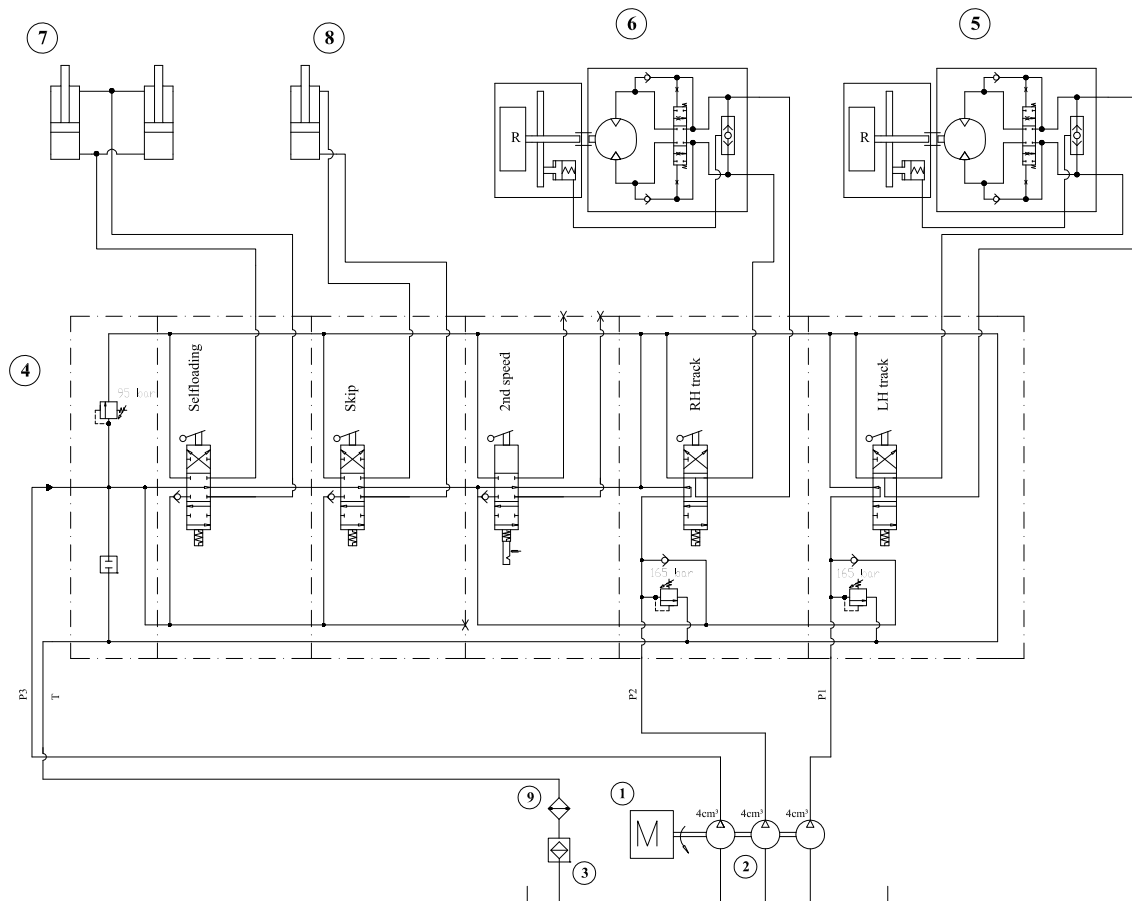 7
8
6
5
R
R
4
95 bar
Selfloading
Skip
2nd speed
RH track
LH track
165 bar
165 bar
P3
T
P2
P1
9
1
4cm³
4cm³
4cm³
M
2
3